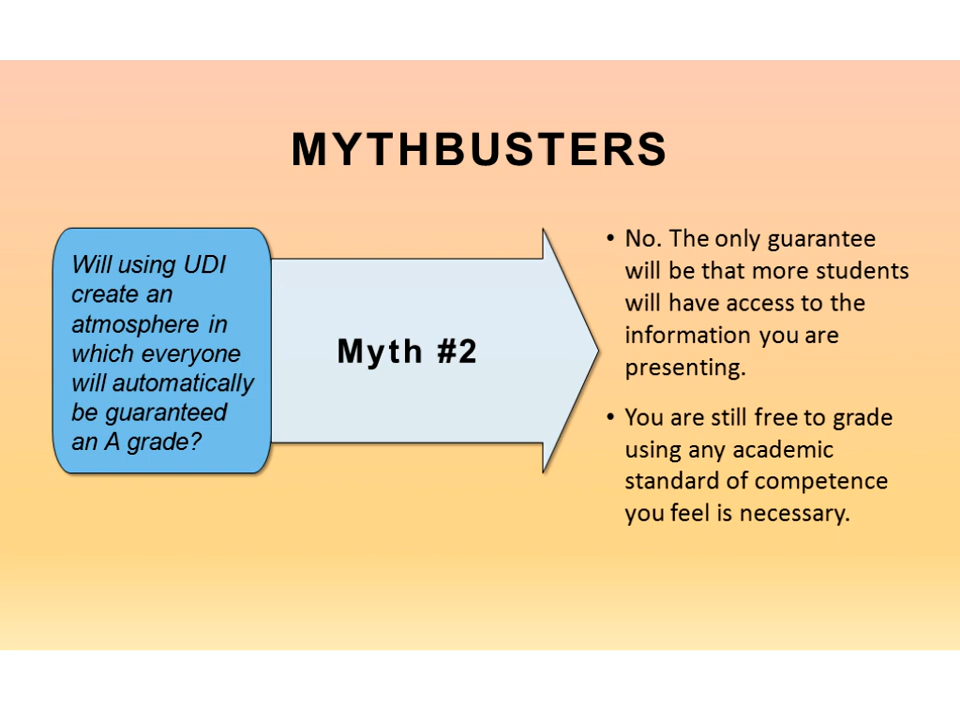 MYTHBUSTERS
Will using UDI
create an
atmosphere in
which everyone
will automatically
be guaranteed
an A grade?
Myth #2
• No. The only guarantee
will be that more students
will have access to the
information you are
presenting.
• You are still free to grade
using any academic
standard of competence
you feel is necessary.